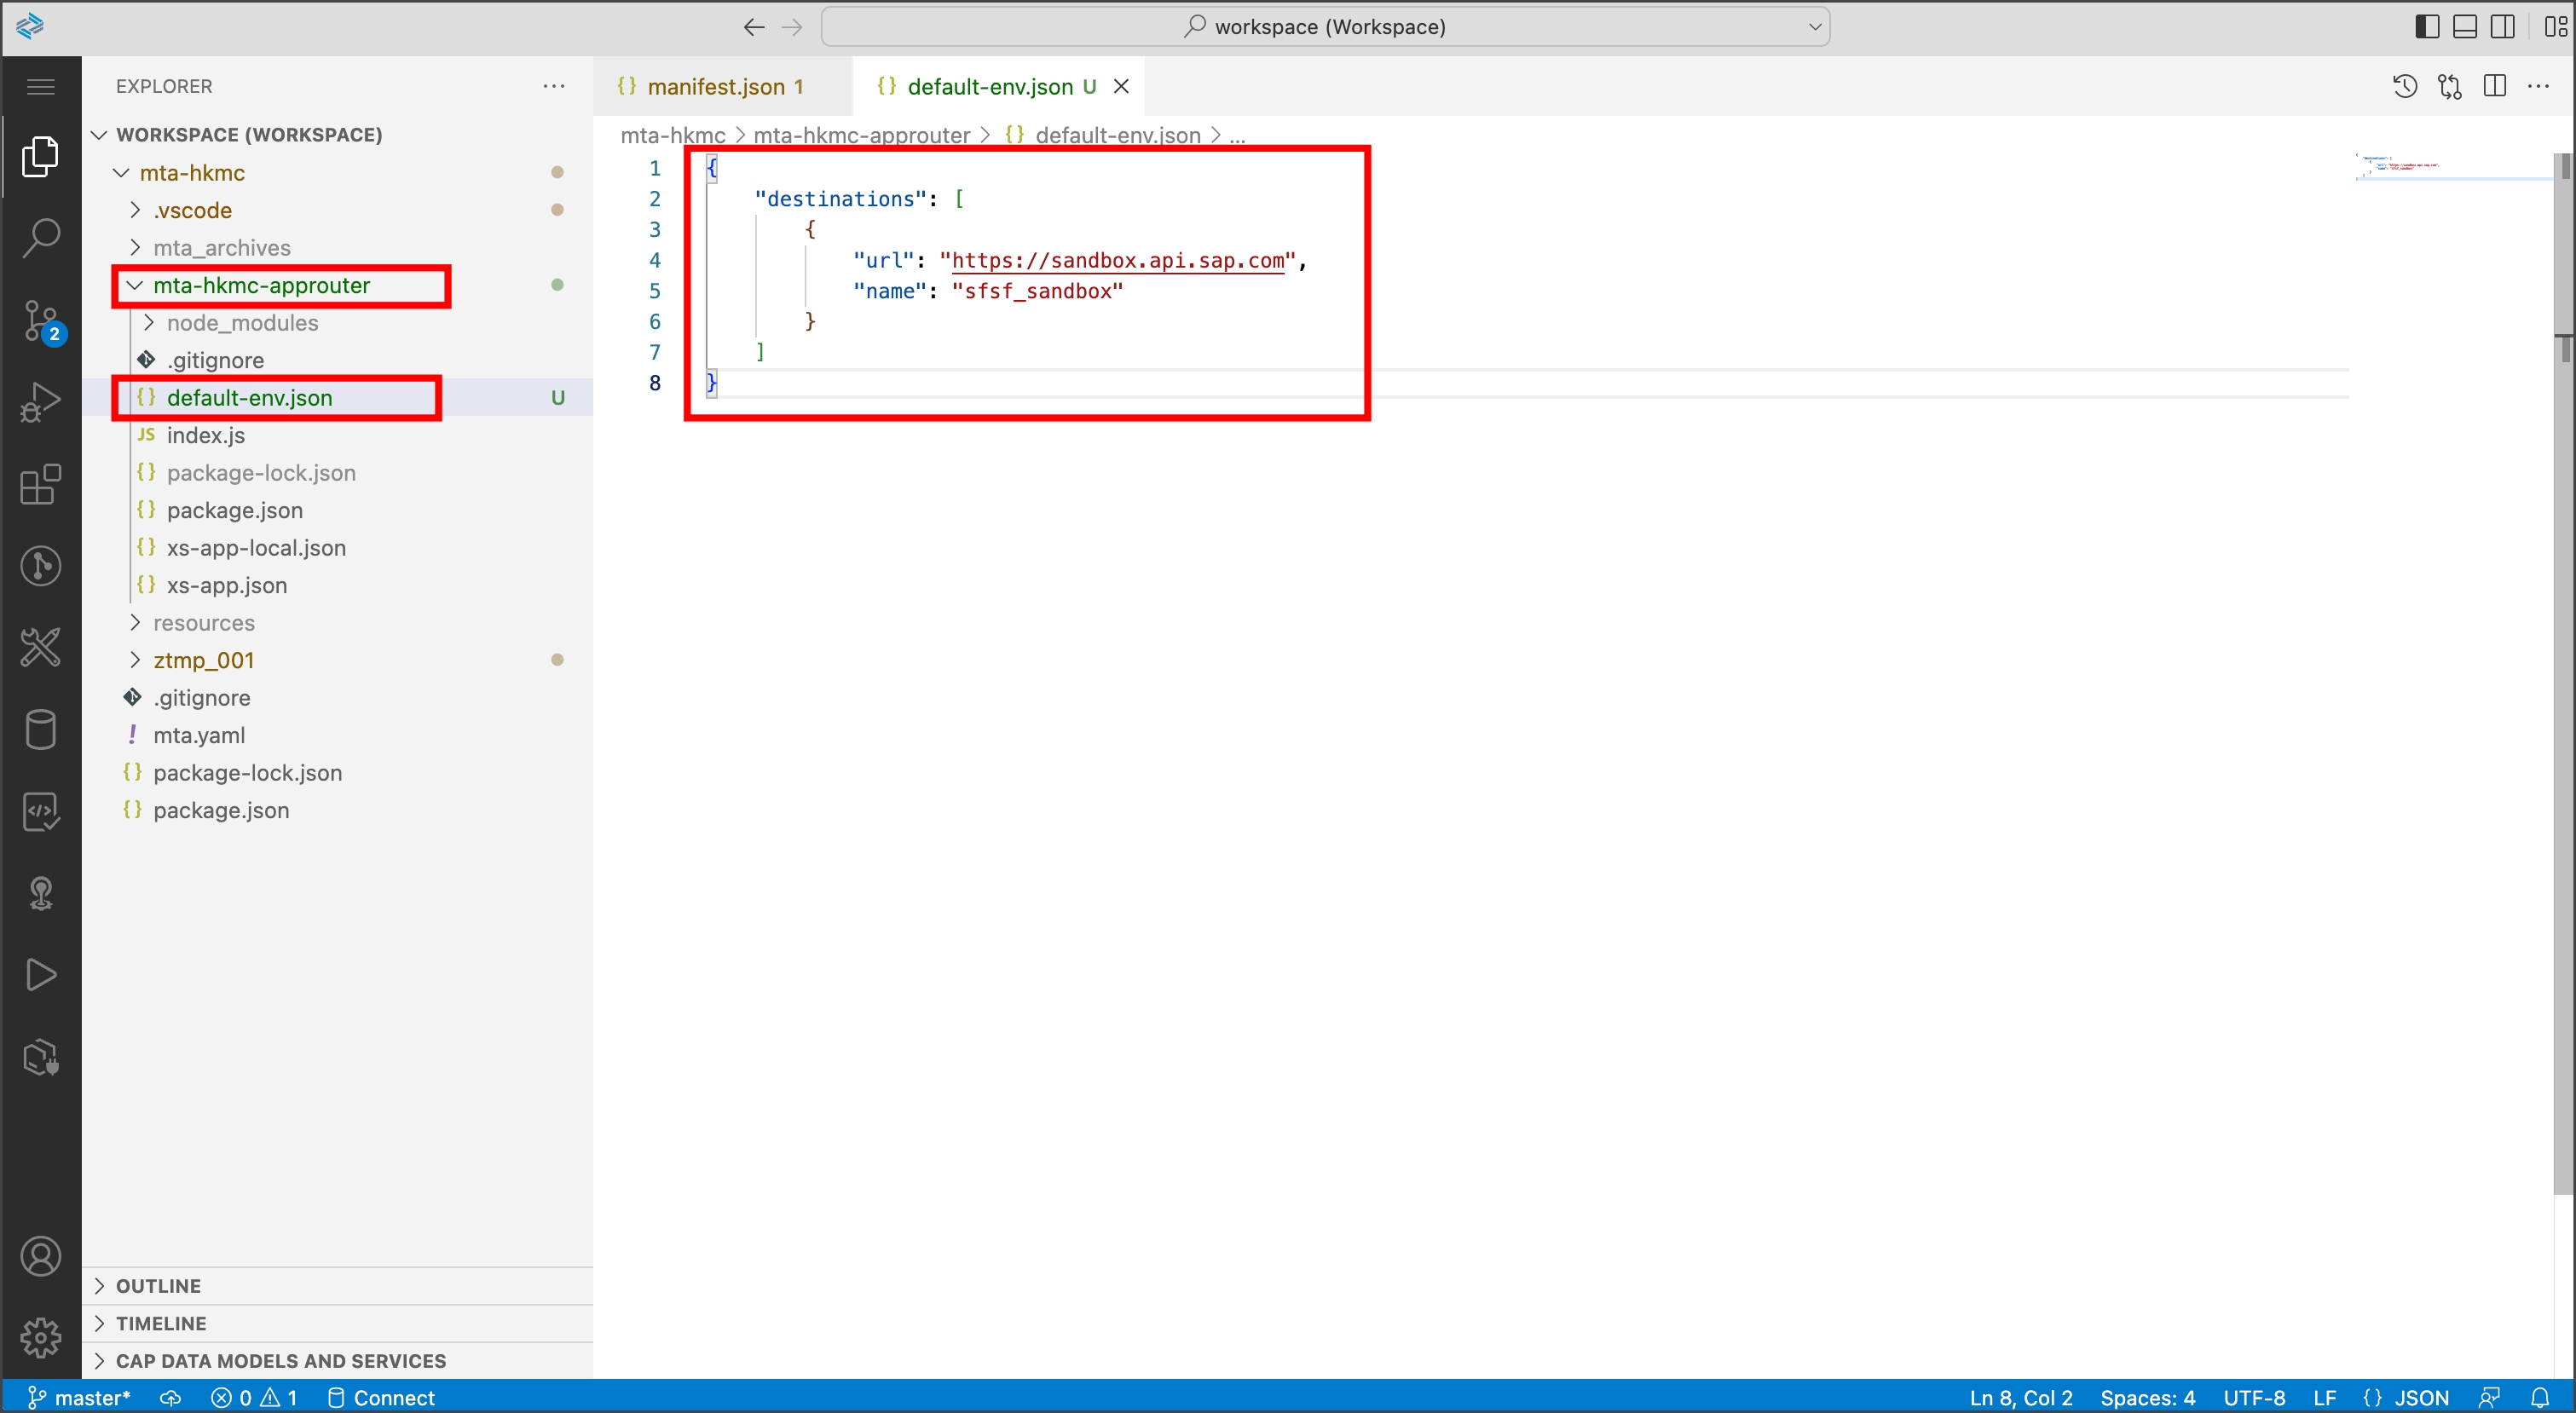 workspace (Workspace)
EXPLORER
WORKSPACE (WORKSPACE)
mta-hkmc
.vscode
mta_archives
mta-hkmc-approuter
node_modules
.gitignore
{} default-env.json U
JS index.js
{} package-lock.json
{} package.json
{} xs-app-local.json
{} xs-app.json
resources
ztmp_001
.gitignore
! mta.yaml
{} package-lock.json
{} package.json
OUTLINE
TIMELINE
CAP DATA MODELS AND SERVICES
2
{} manifest.json 1
{} default-env.json U
mta-hkmc > mta-hkmc-approuter > {} default-env.json > ...
1 {
2 "destinations": [
3 {
4 "url": "https://sandbox.api.sap.com",
5 "name": "sfsf_sandbox"
6 }
7 ]
8 }
master* 0 1 Connect
Ln 8, Col 2 Spaces: 4 UTF-8 LF {} JSON